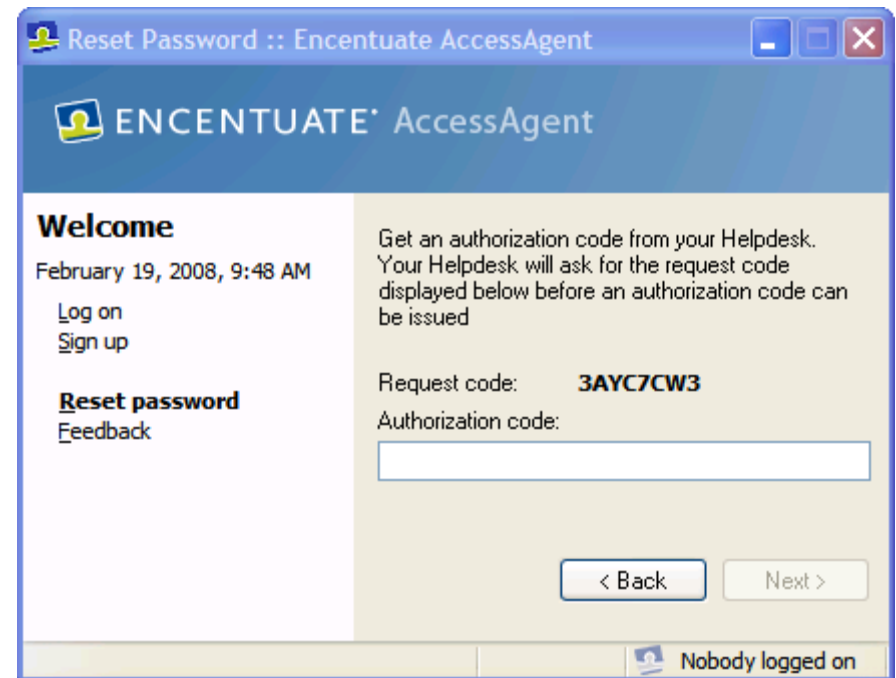 Reset Password :: Encentuate AccessAgent
ENCENTUATE AccessAgent
Welcome
February 19, 2008, 9:48 AM
Log on
Sign up
Reset password
Feedback
Get an authorization code from your Helpdesk.
Your Helpdesk will ask for the request code
displayed below before an authorization code can
be issued
Request code: 3AYC7CW3
Authorization code:
< Back
Next >
Nobody logged on